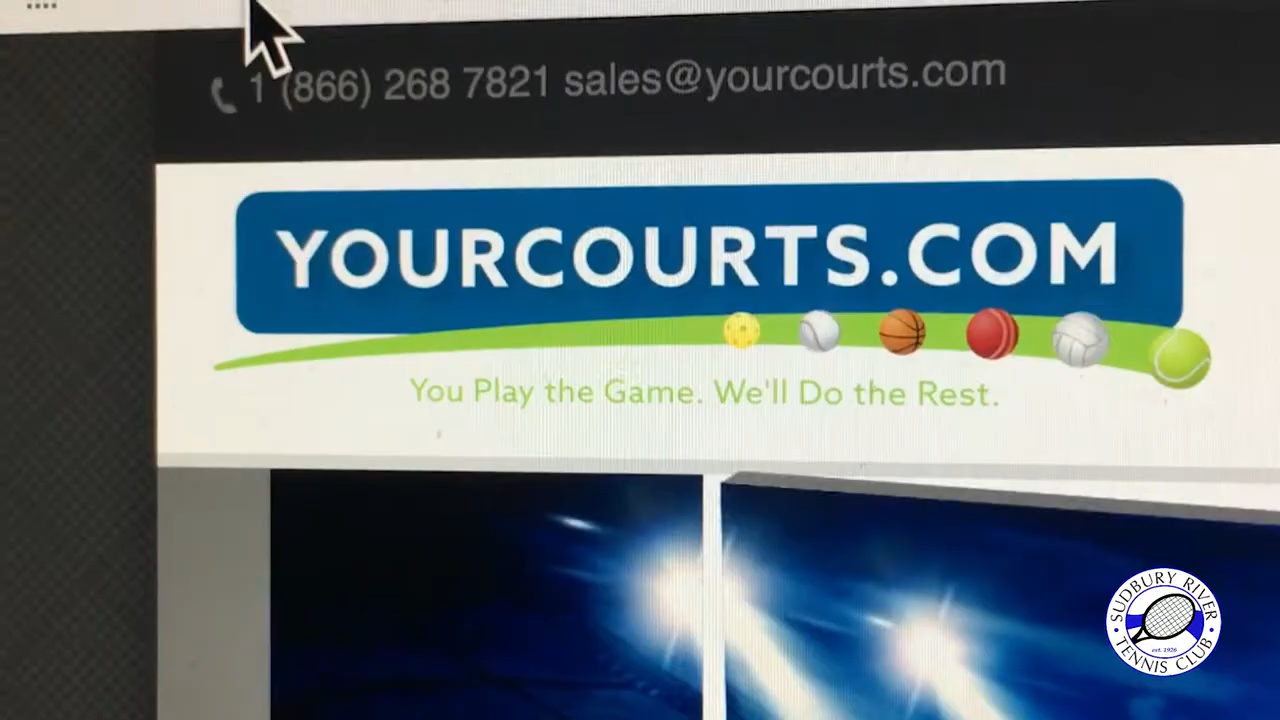 1 (866) 268 7821 sales@yourcourts.com
YOURCOURTS.COM
You Play the Game. We'll Do the Rest.
SUDBURY RIVER
est. 1926
TENNIS CLUB